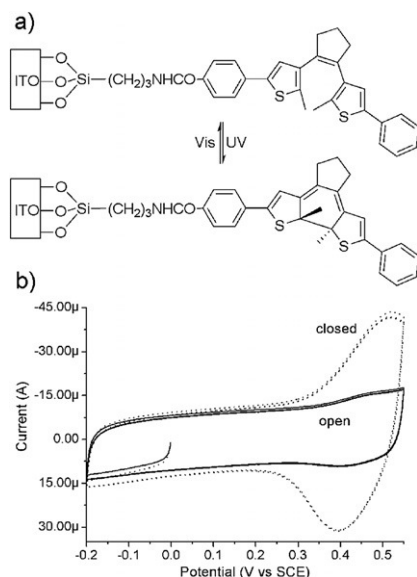 a)
ITO
O
O
O
Si
(CH₂)₃NHCO
S
S
Vis
UV
ITO
O
O
O
Si
(CH₂)₃NHCO
S
S
b)
-45.00µ
-30.00µ
-15.00µ
0.00
15.00µ
30.00µ
Current (A)
closed
open
-0.2
-0.1
0.0
0.1
0.2
0.3
0.4
0.5
Potential (V vs SCE)